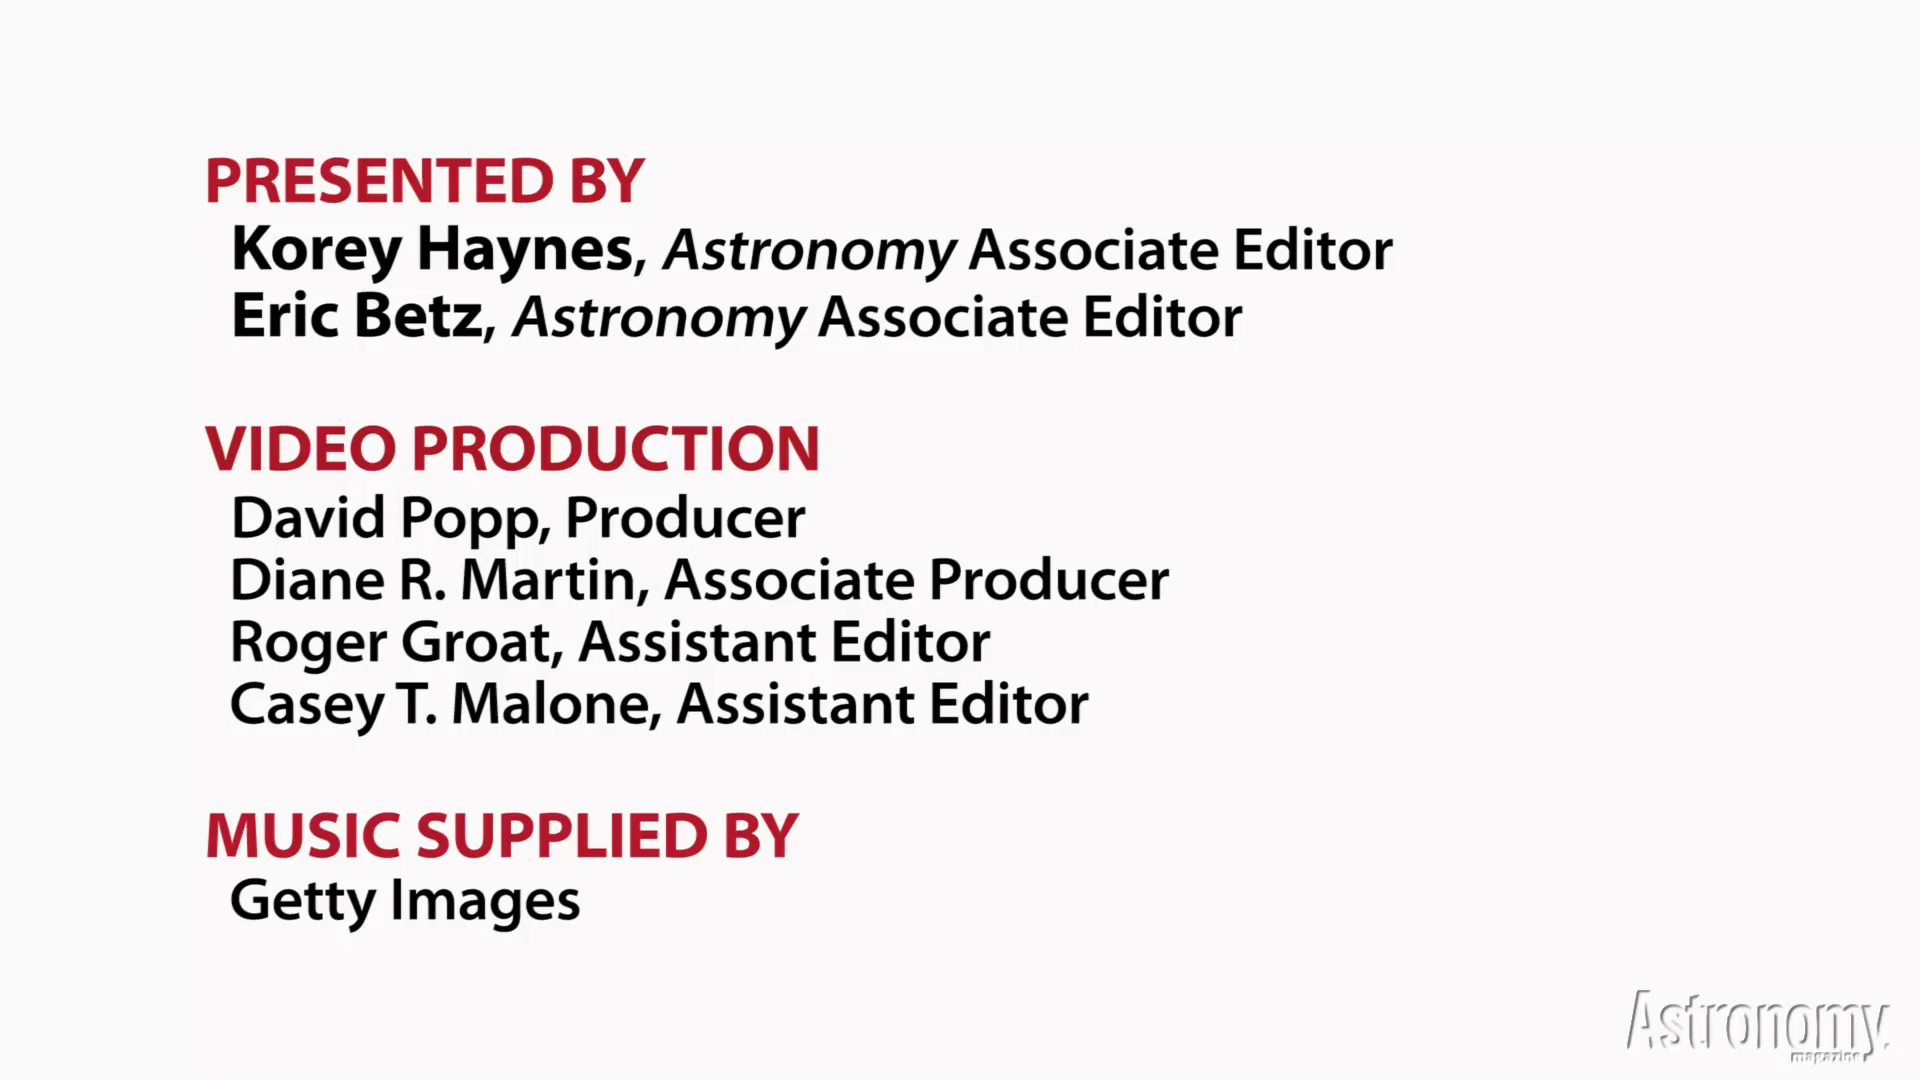 PRESENTED BY
Korey Haynes, Astronomy Associate Editor
Eric Betz, Astronomy Associate Editor
VIDEO PRODUCTION
David Popp, Producer
Diane R. Martin, Associate Producer
Roger Groat, Assistant Editor
Casey T. Malone, Assistant Editor
MUSIC SUPPLIED BY
Getty Images
Astronomy
magazine